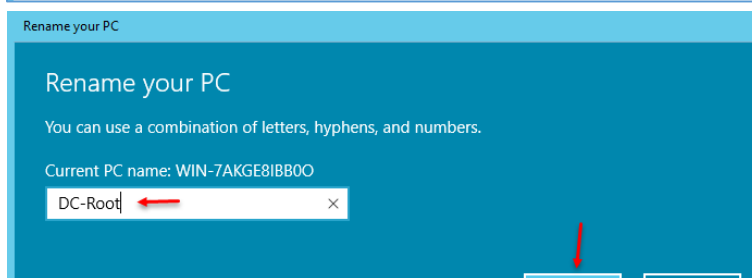 Rename your PC
Rename your PC
You can use a combination of letters, hyphens, and numbers.
Current PC name: WIN-7AKGE8IBB0O
DC-Root